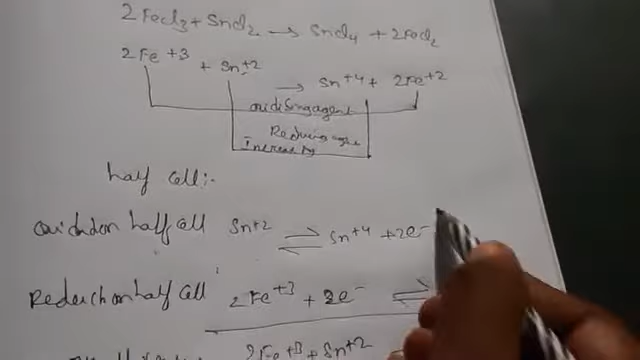 2FeCl3 + SnCl2 → SnCl4 + 2FeCl2
2Fe+3 + Sn+2 → Sn+4 + 2Fe+2
oxidising agent
Reducing agent
Increasing
half cell:-
oxidation half cell Sn+2 ⇌ Sn+4 + 2e-
Reduction half cell 2Fe+3 + 2e- ⇌
2Fe+3 + Sn+2